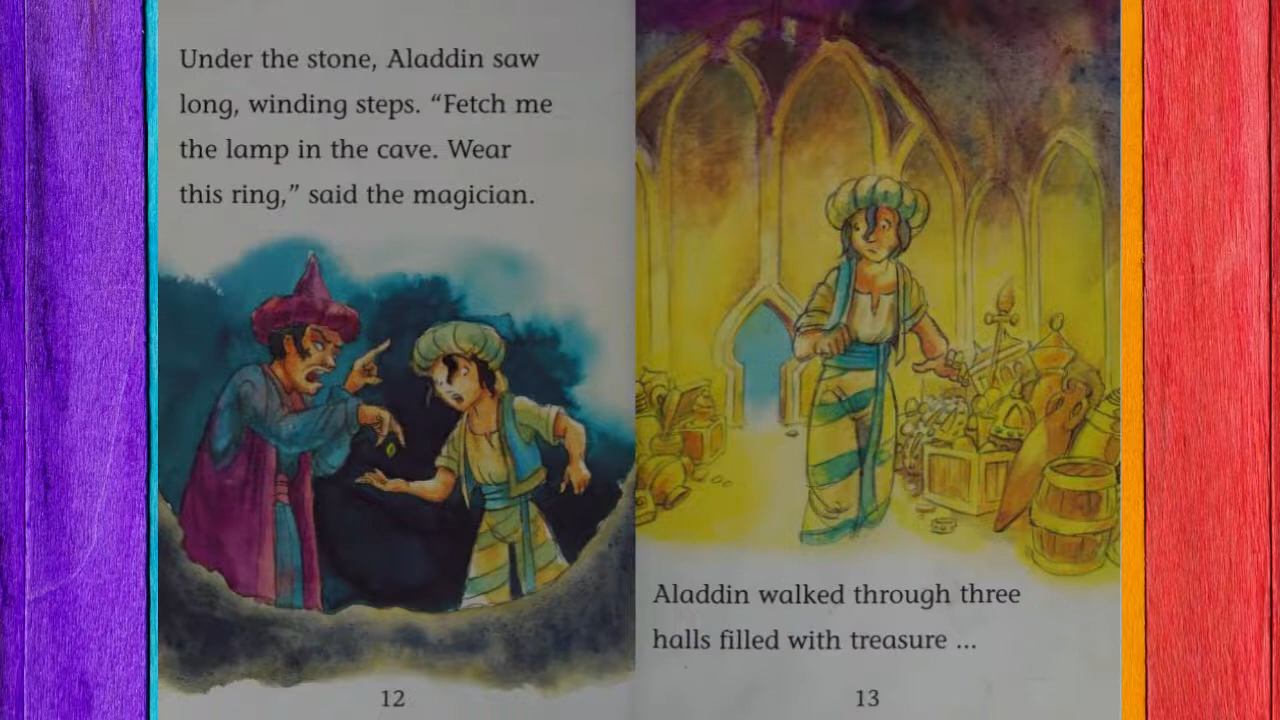 Under the stone, Aladdin saw
long, winding steps. “Fetch me
the lamp in the cave. Wear
this ring,” said the magician.
12
Aladdin walked through three
halls filled with treasure ...
13